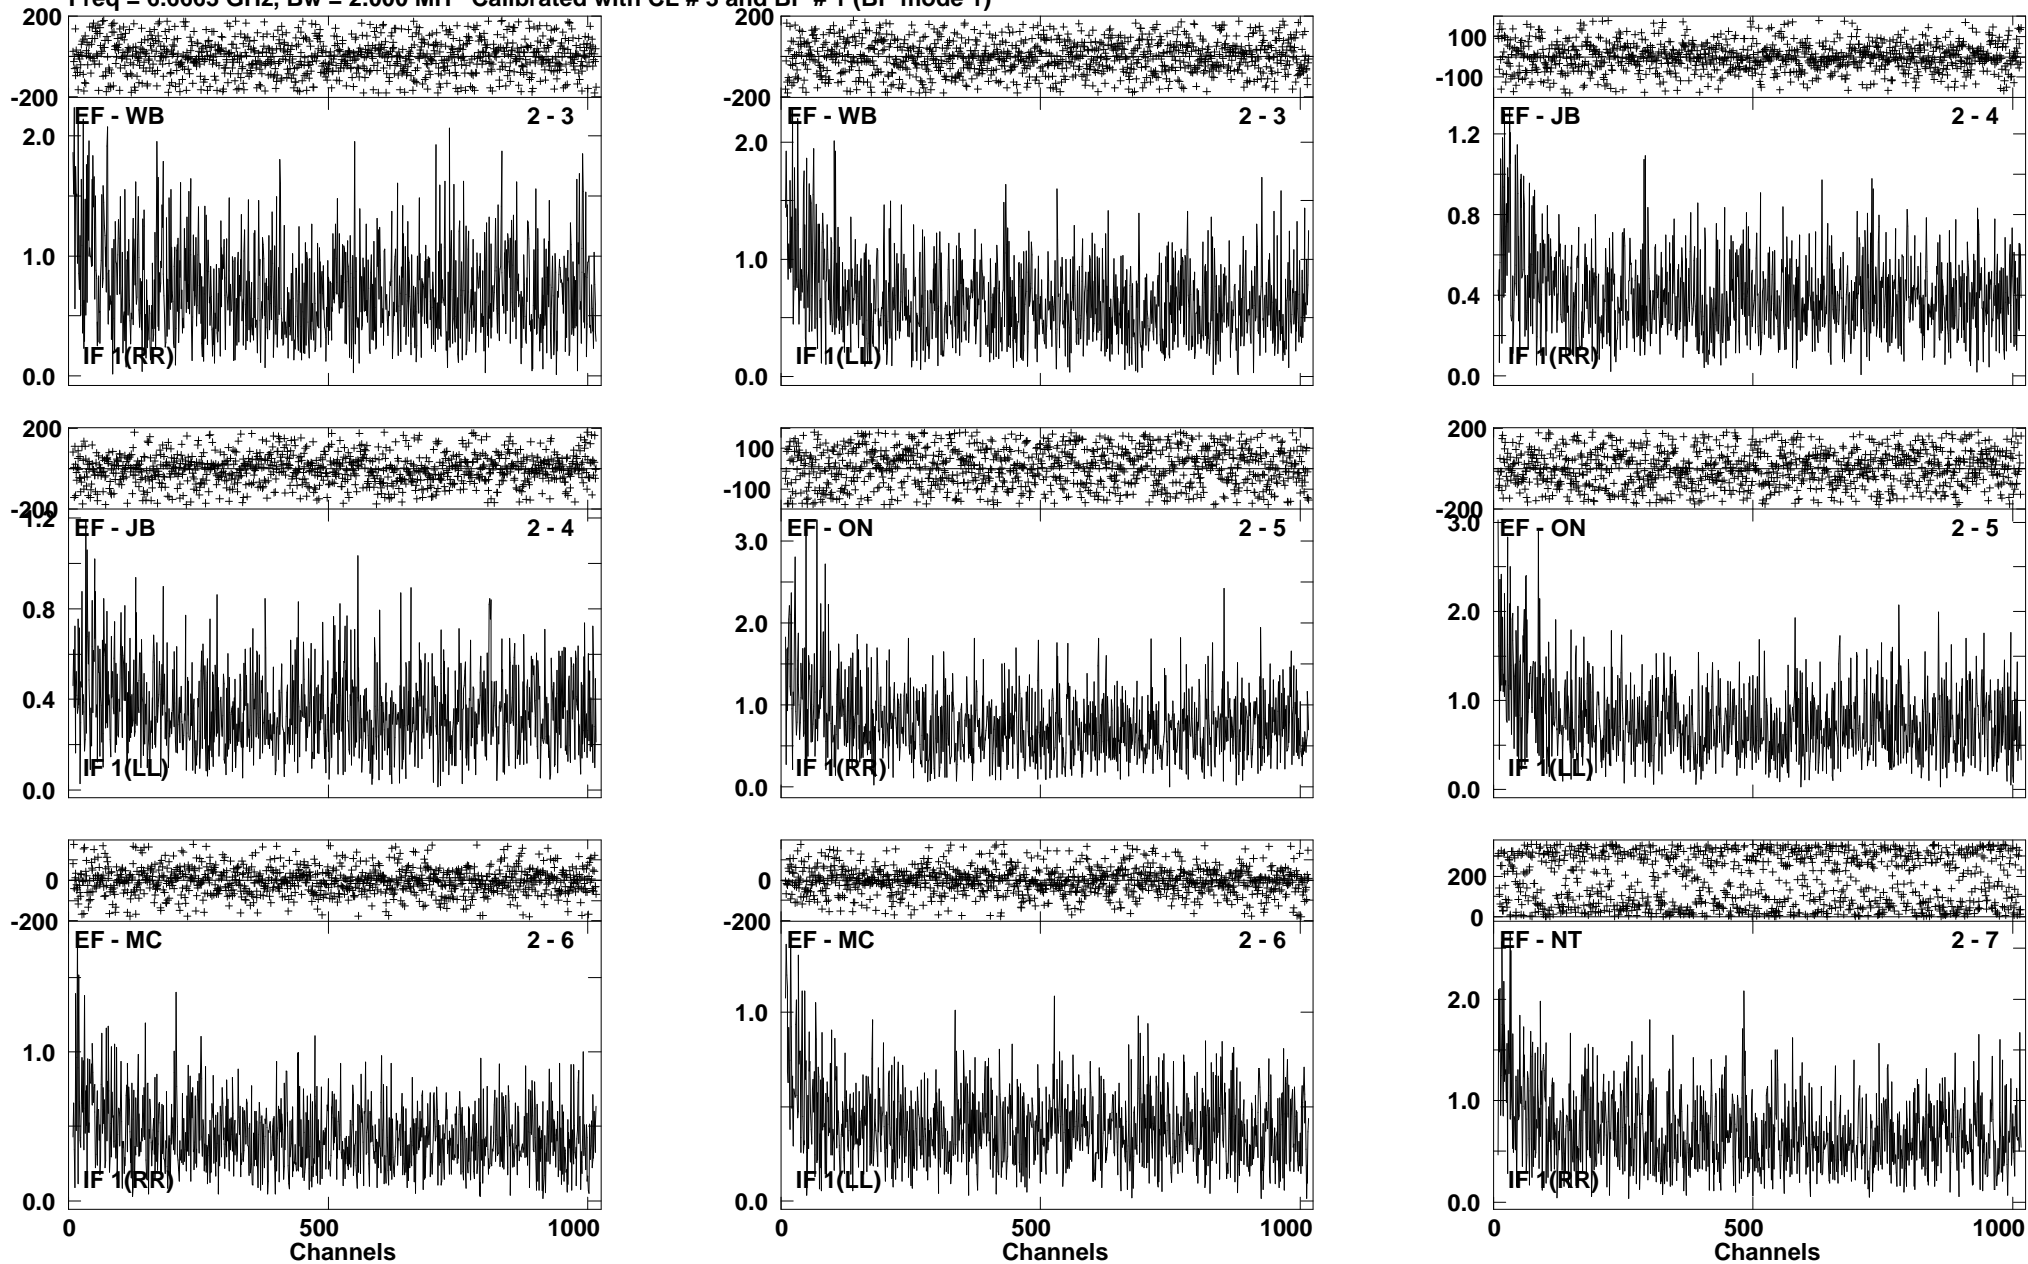 Freq = 6.6663 GHz, Bw = 2.000 MH Calibrated with CL # 3 and BP # 1 (BP mode 1)
200 200 100
-200 -200 -100
EF - WB 2 - 3 EF - WB 2 - 3 EF - JB 2 - 4
2.0 2.0 1.2
1.0 1.0 0.8
0.4
0.0 0.0 0.0
IF 1(RR) IF 1(LL) IF 1(RR)
200 100 200
-200 -100 -200
EF - JB 2 - 4 EF - ON 2 - 5 EF - ON 2 - 5
1.2 3.0 3.0
0.8 2.0 2.0
0.4 1.0 1.0
0.0 0.0 0.0
IF 1(LL) IF 1(RR) IF 1(LL)
0 0 200
-200 -200 0
EF - MC 2 - 6 EF - MC 2 - 6 EF - NT 2 - 7
1.0 1.0 2.0
1.0
0.0 0.0 0.0
IF 1(RR) IF 1(LL) IF 1(RR)
0 500 1000 0 500 1000 0 500 1000
Channels Channels Channels